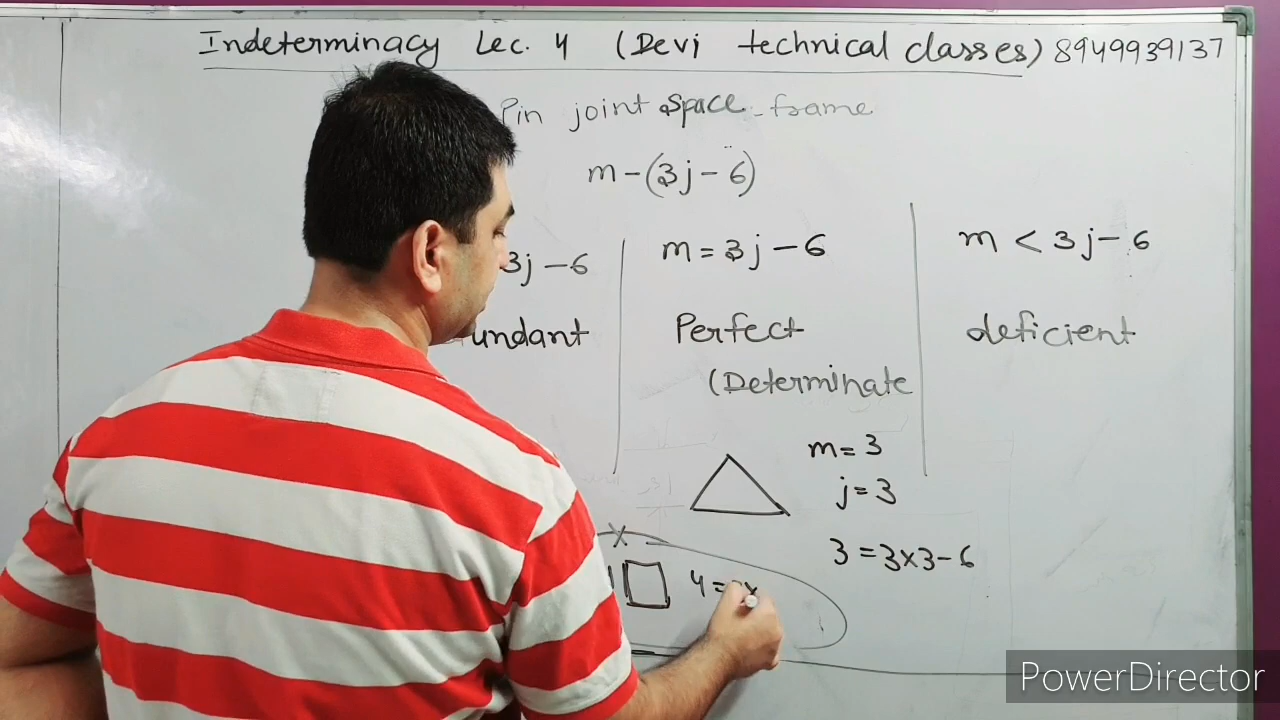 Indeterminacy Lec. 4 (Devi technical classes) 8949939137
Pin joint space frame
m-(3j-6)
3j-6
m=3j-6
m<3j-6
undant
Perfect
(Determinate
deficient
m=3
j=3
3=3x3-6
4=
PowerDirector